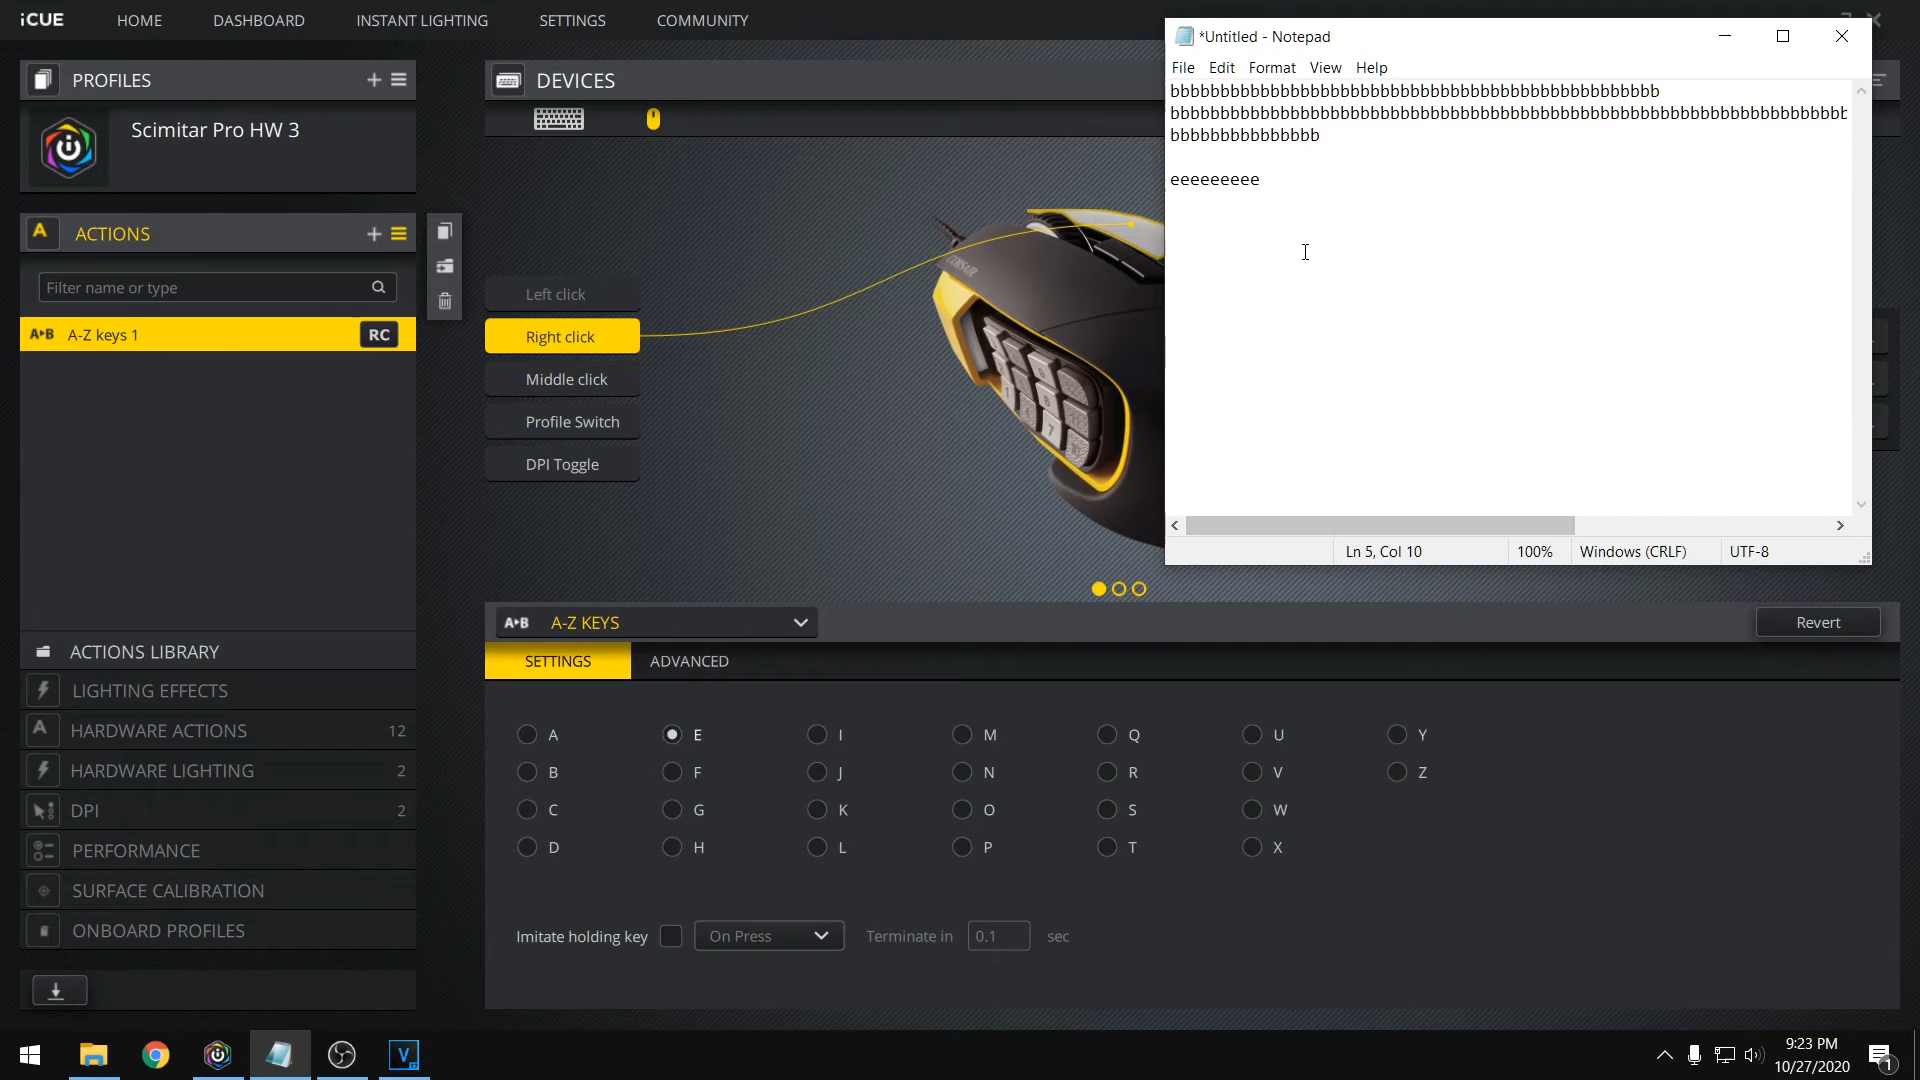 iCUE
HOME
DASHBOARD
INSTANT LIGHTING
SETTINGS
COMMUNITY
PROFILES
Scimitar Pro HW 3
ACTIONS
Filter name or type
A-Z keys 1
RC
ACTIONS LIBRARY
LIGHTING EFFECTS
HARDWARE ACTIONS 12
HARDWARE LIGHTING 2
DPI 2
PERFORMANCE
SURFACE CALIBRATION
ONBOARD PROFILES
DEVICES
Left click
Right click
Middle click
Profile Switch
DPI Toggle
CORSAIR
*Untitled - Notepad
File Edit Format View Help
bbbbbbbbbbbbbbbbbbbbbbbbbbbbbbbbbbbbbbbbbbbbbbbbb
bbbbbbbbbbbbbbbbbbbbbbbbbbbbbbbbbbbbbbbbbbbbbbbbbbbbbbbbbbbbbbbbbbbb
bbbbbbbbbbbbbbb
eeeeeeeee
Ln 5, Col 10
100%
Windows (CRLF)
UTF-8
A-Z KEYS
Revert
SETTINGS
ADVANCED
A E I M Q U Y
B F J N R V Z
C G K O S W
D H L P T X
Imitate holding key On Press Terminate in 0.1 sec
9:23 PM
10/27/2020
1